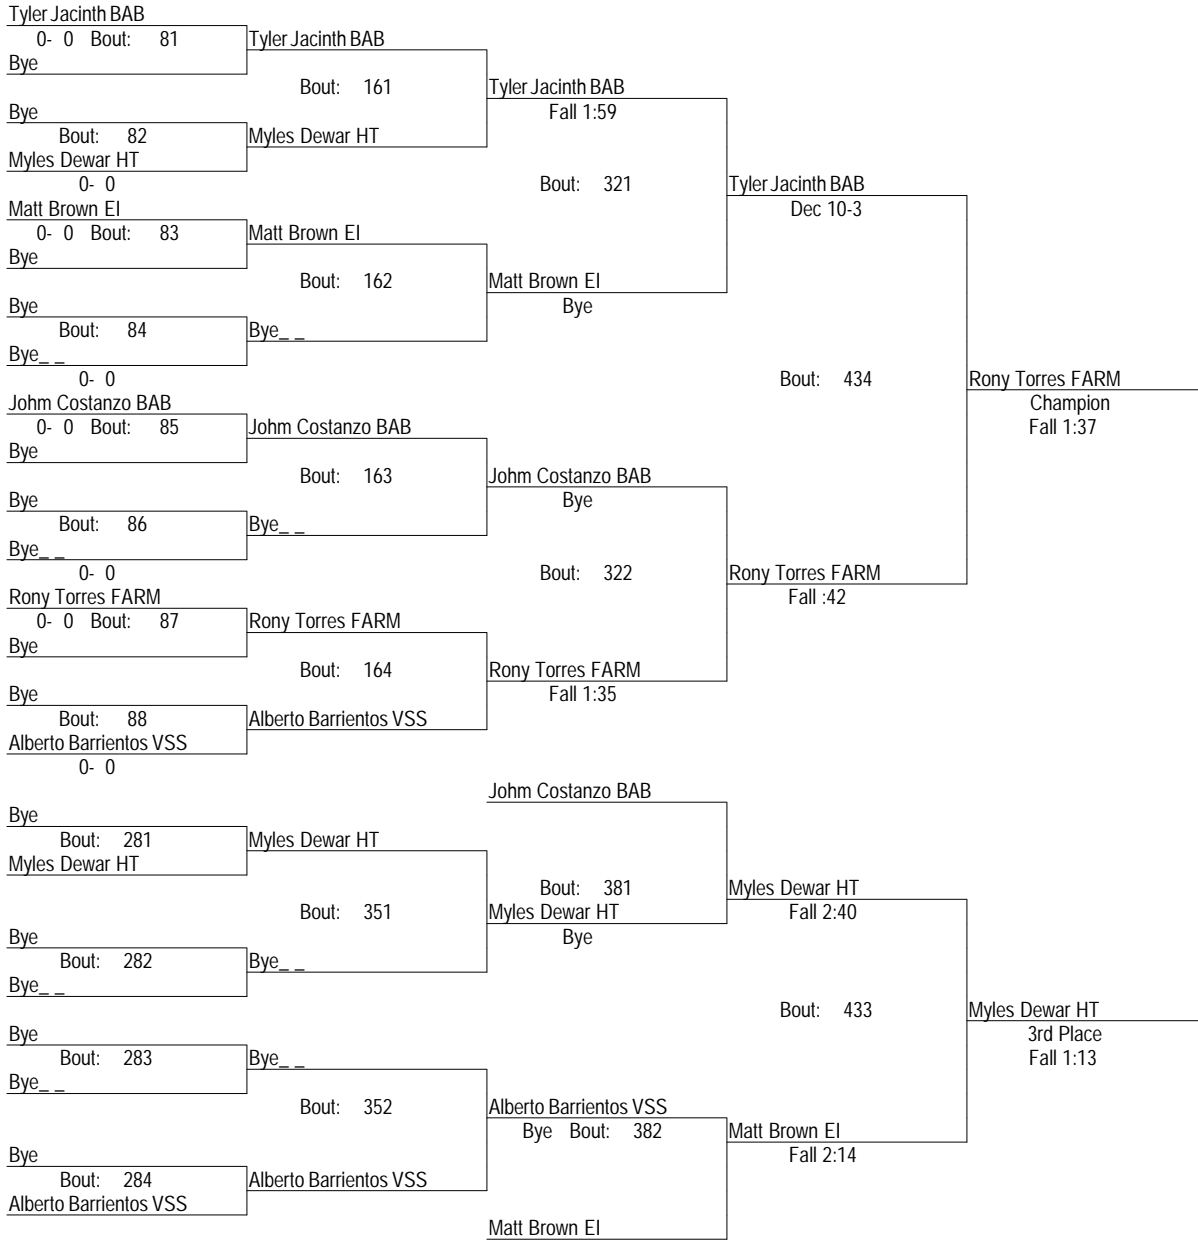 Tyler Jacinth BAB
0- 0 Bout: 81 Tyler Jacinth BAB
Bye
Bout: 161 Tyler Jacinth BAB
Bye Fall 1:59
Bout: 82 Myles Dewar HT
Myles Dewar HT
0- 0 Bout: 321 Tyler Jacinth BAB
Matt Brown EI Dec 10-3
0- 0 Bout: 83 Matt Brown EI
Bye
Bout: 162 Matt Brown EI
Bye Bye
Bout: 84 Bye_ _
Bye_ _
0- 0 Bout: 434 Rony Torres FARM
Johm Costanzo BAB Champion
0- 0 Bout: 85 Johm Costanzo BAB Fall 1:37
Bye
Bout: 163 Johm Costanzo BAB
Bye Bye
Bout: 86 Bye_ _
Bye_ _
0- 0 Bout: 322 Rony Torres FARM
Rony Torres FARM Fall :42
0- 0 Bout: 87 Rony Torres FARM
Bye
Bout: 164 Rony Torres FARM
Bye Fall 1:35
Bout: 88 Alberto Barrientos VSS
Alberto Barrientos VSS
0- 0
Johm Costanzo BAB
Bye
Bout: 281 Myles Dewar HT
Myles Dewar HT
Bout: 381 Myles Dewar HT
Bout: 351 Myles Dewar HT Fall 2:40
Bye Bye
Bout: 282 Bye_ _
Bye_ _
Bout: 433 Myles Dewar HT
Bye 3rd Place
Bout: 283 Bye_ _ Fall 1:13
Bye_ _
Bout: 352 Alberto Barrientos VSS
Bye Bout: 382 Matt Brown EI
Bye Fall 2:14
Bout: 284 Alberto Barrientos VSS
Alberto Barrientos VSS
Matt Brown EI